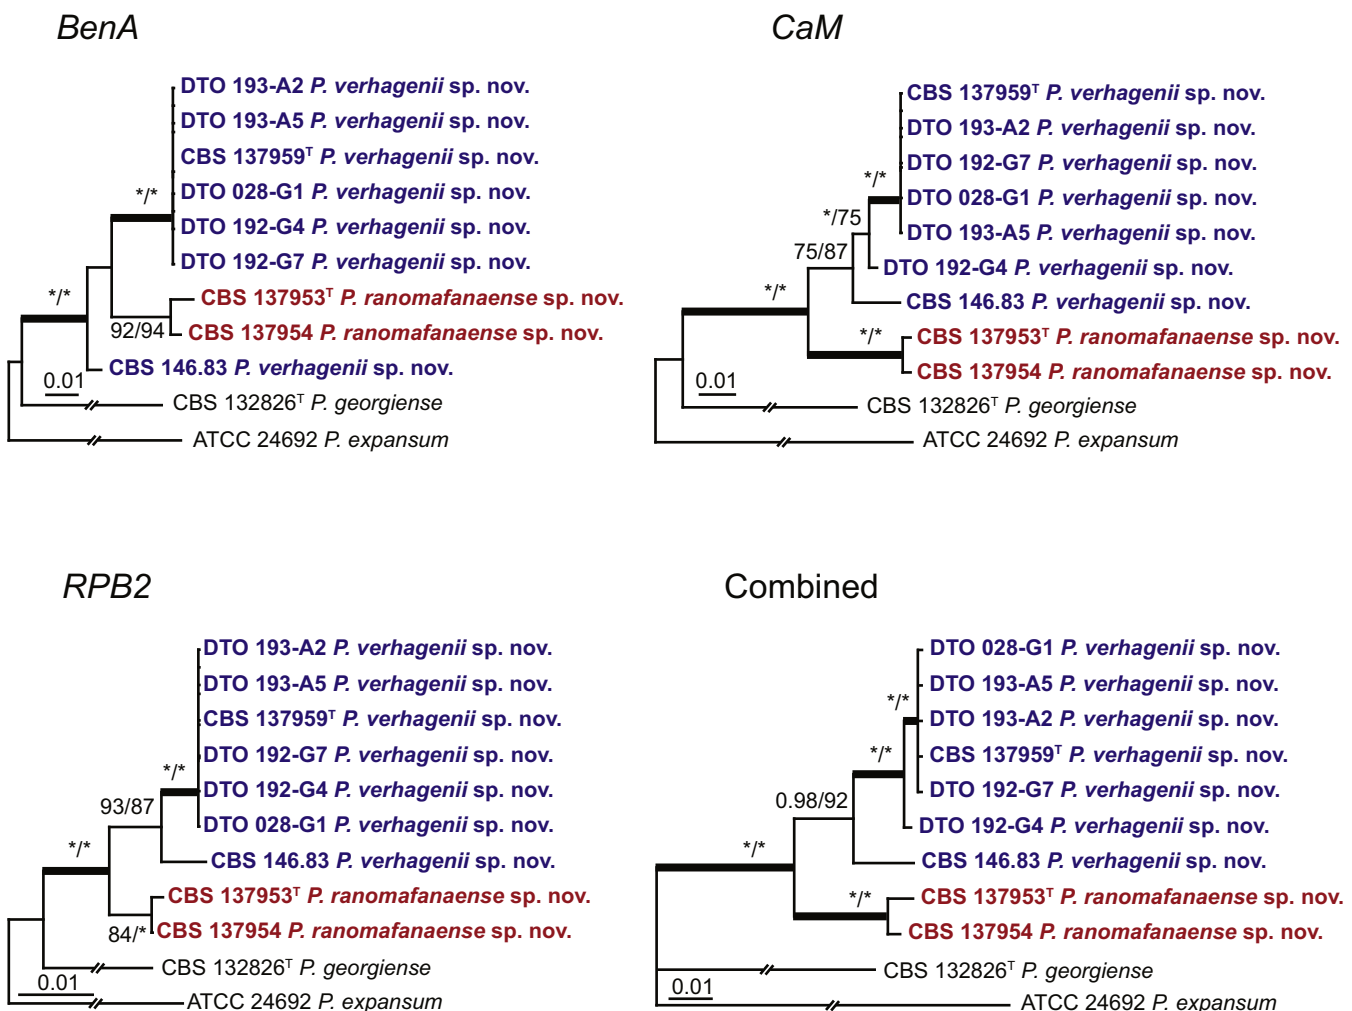 BenA
DTO 193-A2 P. verhagenii sp. nov.
DTO 193-A5 P. verhagenii sp. nov.
CBS 137959ᵀ P. verhagenii sp. nov.
DTO 028-G1 P. verhagenii sp. nov.
DTO 192-G4 P. verhagenii sp. nov.
DTO 192-G7 P. verhagenii sp. nov.
CBS 137953ᵀ P. ranomafanaense sp. nov.
CBS 137954 P. ranomafanaense sp. nov.
CBS 146.83 P. verhagenii sp. nov.
CBS 132826ᵀ P. georgiense
ATCC 24692 P. expansum
*/*
*/*
92/94
0.01
CaM
CBS 137959ᵀ P. verhagenii sp. nov.
DTO 193-A2 P. verhagenii sp. nov.
DTO 192-G7 P. verhagenii sp. nov.
DTO 028-G1 P. verhagenii sp. nov.
DTO 193-A5 P. verhagenii sp. nov.
DTO 192-G4 P. verhagenii sp. nov.
CBS 146.83 P. verhagenii sp. nov.
CBS 137953ᵀ P. ranomafanaense sp. nov.
CBS 137954 P. ranomafanaense sp. nov.
CBS 132826ᵀ P. georgiense
ATCC 24692 P. expansum
*/*
*/75
75/87
*/*
*/*
0.01
RPB2
DTO 193-A2 P. verhagenii sp. nov.
DTO 193-A5 P. verhagenii sp. nov.
CBS 137959ᵀ P. verhagenii sp. nov.
DTO 192-G7 P. verhagenii sp. nov.
DTO 192-G4 P. verhagenii sp. nov.
DTO 028-G1 P. verhagenii sp. nov.
CBS 146.83 P. verhagenii sp. nov.
CBS 137953ᵀ P. ranomafanaense sp. nov.
CBS 137954 P. ranomafanaense sp. nov.
CBS 132826ᵀ P. georgiense
ATCC 24692 P. expansum
*/*
93/87
*/*
84/*
0.01
Combined
DTO 028-G1 P. verhagenii sp. nov.
DTO 193-A5 P. verhagenii sp. nov.
DTO 193-A2 P. verhagenii sp. nov.
CBS 137959ᵀ P. verhagenii sp. nov.
DTO 192-G7 P. verhagenii sp. nov.
DTO 192-G4 P. verhagenii sp. nov.
CBS 146.83 P. verhagenii sp. nov.
CBS 137953ᵀ P. ranomafanaense sp. nov.
CBS 137954 P. ranomafanaense sp. nov.
CBS 132826ᵀ P. georgiense
ATCC 24692 P. expansum
*/*
*/*
0.98/92
*/*
*/*
0.01